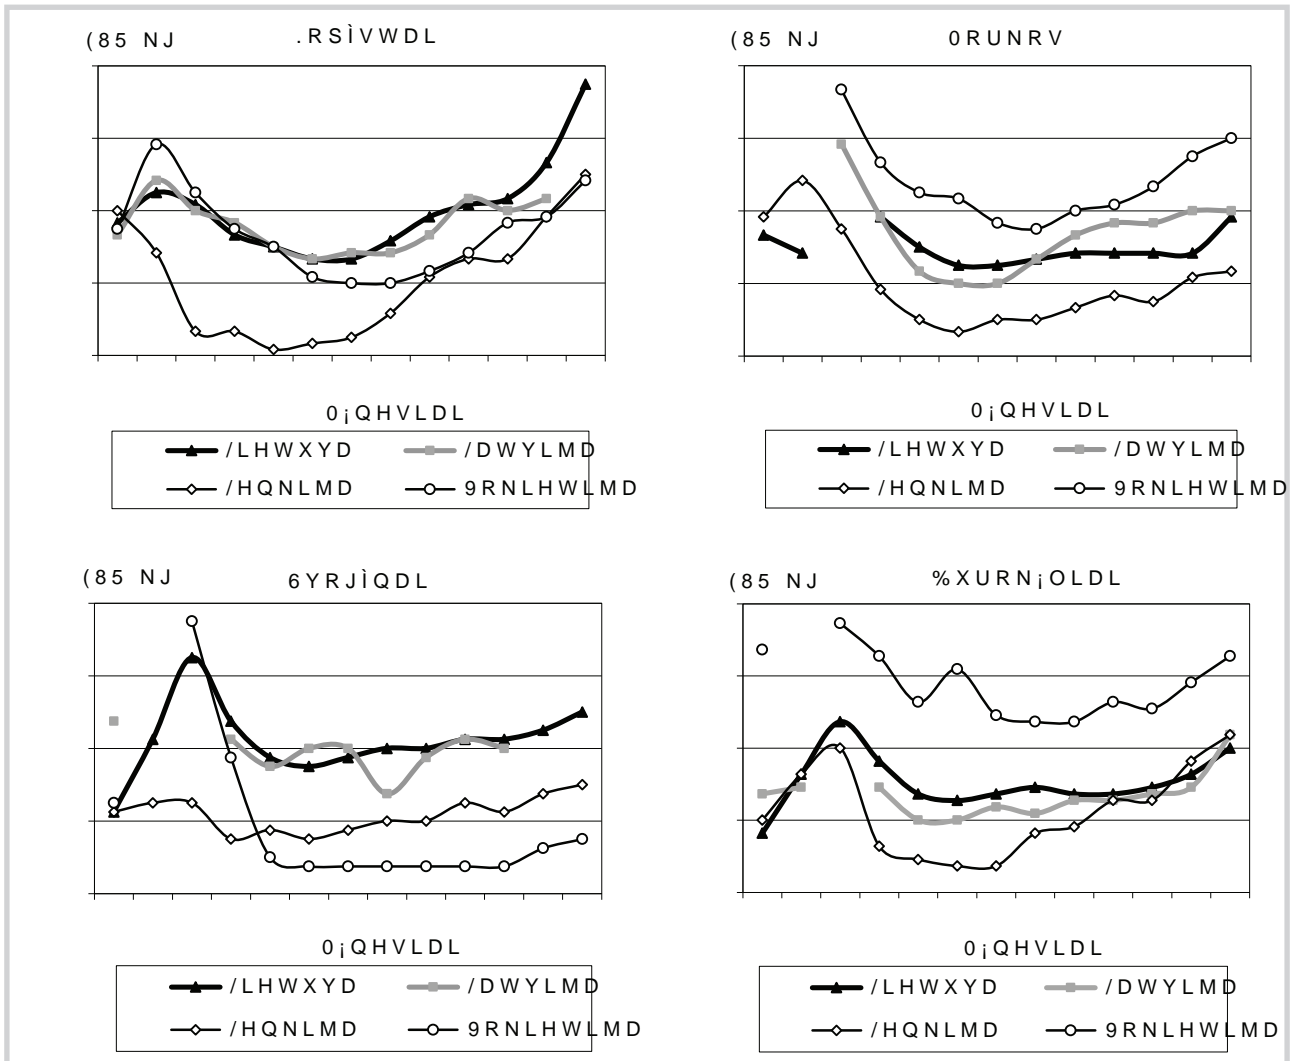 (85 NJ .RSÌVWDL
(85 NJ 0RUNRV
0¡QHVLDL
0¡QHVLDL
/LHWXYD /DWYLMD
/HQNLMD 9RNLHWLMD
/LHWXYD /DWYLMD
/HQNLMD 9RNLHWLMD
(85 NJ 6YRJÌQDL
(85 NJ %XURN¡OLDL
0¡QHVLDL
0¡QHVLDL
/LHWXYD /DWYLMD
/HQNLMD 9RNLHWLMD
/LHWXYD /DWYLMD
/HQNLMD 9RNLHWLMD